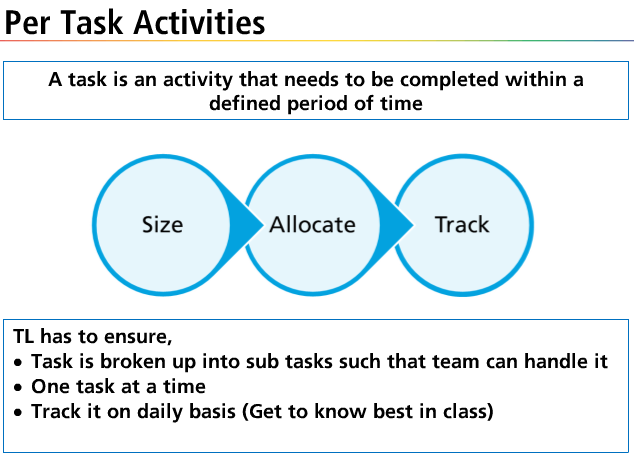 Per Task Activities
A task is an activity that needs to be completed within a
defined period of time
Size
Allocate
Track
TL has to ensure,
• Task is broken up into sub tasks such that team can handle it
• One task at a time
• Track it on daily basis (Get to know best in class)